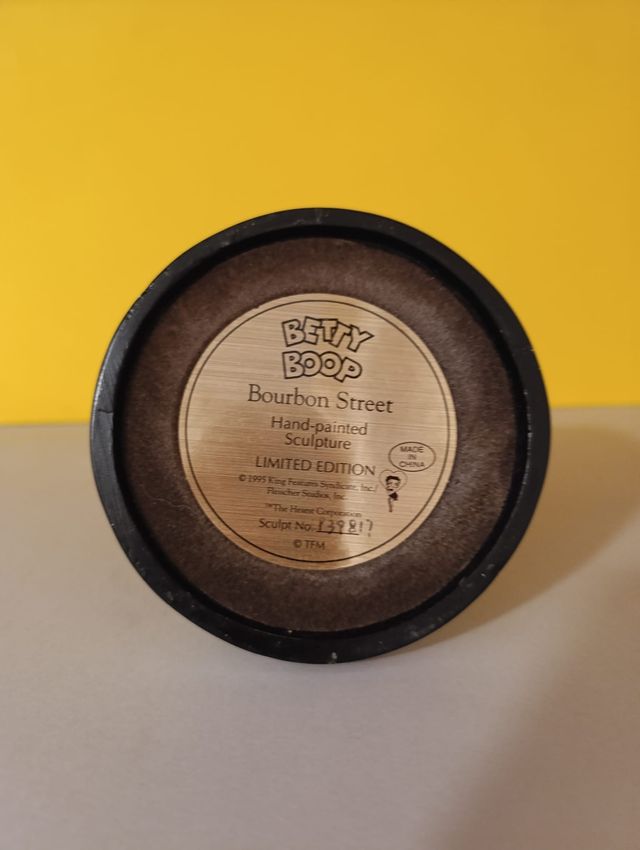 BETTY
BOOP
Bourbon Street
Hand-painted
Sculpture
LIMITED EDITION
MADE
IN
CHINA
© 1995 King Features Syndicate, Inc./
Fleischer Studios, Inc.
™The Hearst Corporation
Sculpt No.
© TFM